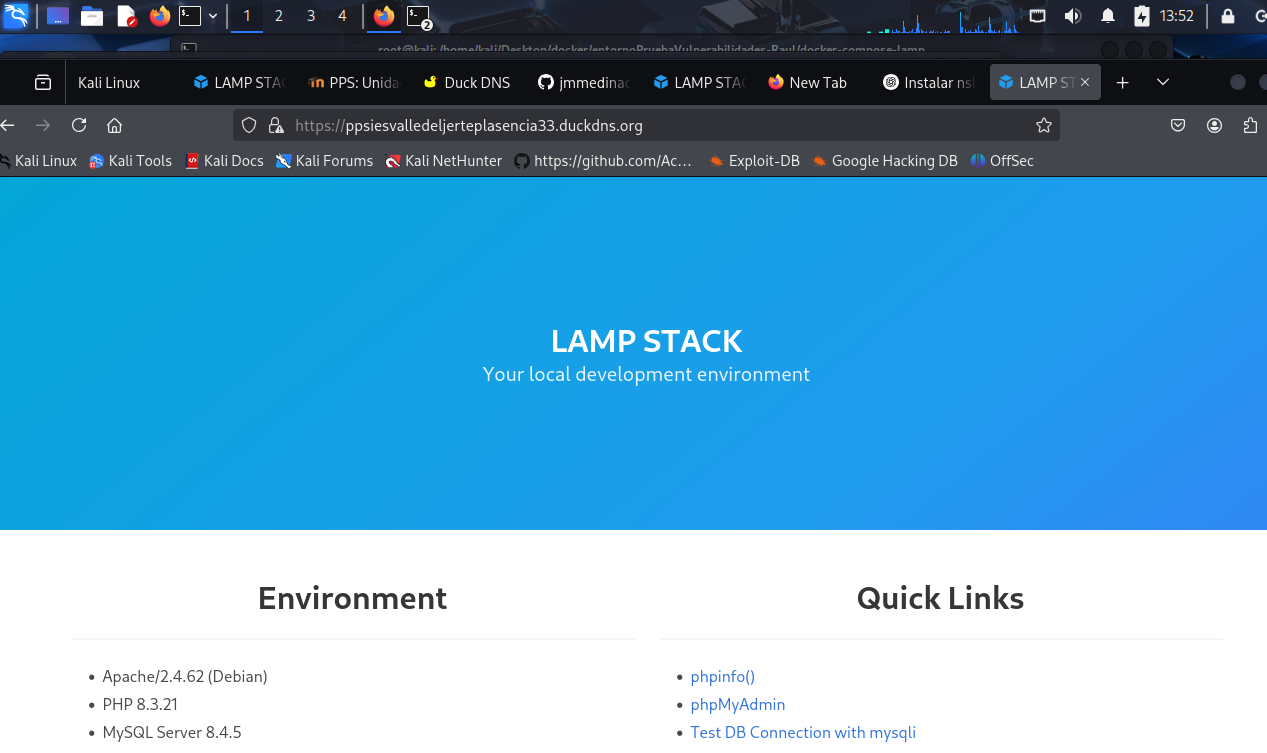 1 2 3 4 2 13:52
root@kali: /home/kali/Desktop/docker/entornoPruebaVulnerabilidades-Raul/docker-compose-lamp
Kali Linux LAMP STAC PPS: Unida Duck DNS jmmedinac LAMP STAC New Tab Instalar nsl LAMP ST
https://ppsiesvalledeljerteplasencia33.duckdns.org
Kali Linux Kali Tools Kali Docs Kali Forums Kali NetHunter https://github.com/Ac... Exploit-DB Google Hacking DB OffSec
LAMP STACK
Your local development environment
Environment
Apache/2.4.62 (Debian)
PHP 8.3.21
MySQL Server 8.4.5
Quick Links
phpinfo()
phpMyAdmin
Test DB Connection with mysqli